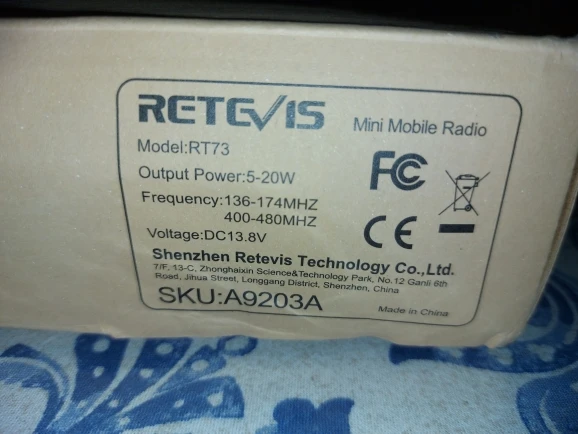 RETEVIS
Mini Mobile Radio
Model:RT73
Output Power:5-20W
Frequency:136-174MHZ
400-480MHZ
Voltage:DC13.8V
FC
CE
Shenzhen Retevis Technology Co.,Ltd.
7/F, 13-C, Zhonghaixin Science&Technology Park, No.12 Ganli 6th
Road, Jihua Street, Longgang District, Shenzhen, China
SKU:A9203A
Made in China